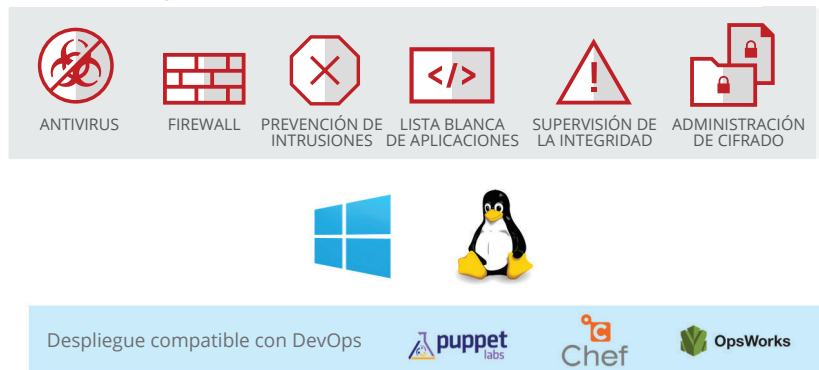 ANTIVIRUS
FIREWALL
PREVENCIÓN DE
INTRUSIONES
LISTA BLANCA
DE APLICACIONES
SUPERVISIÓN DE
LA INTEGRIDAD
ADMINISTRACIÓN
DE CIFRADO
Despliegue compatible con DevOps
puppet
labs
Chef
OpsWorks